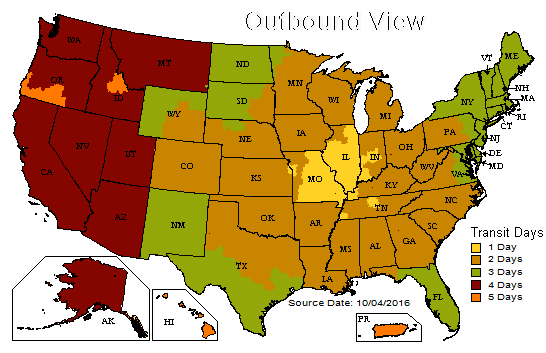 Outbound View
WA
MT
ND
MN
OR
ID
SD
WI
MI
VT
ME
NY
NH
MA
RI
CT
WY
NE
IA
PA
NJ
NV
UT
CO
IL
IN
OH
DE
MD
WV
VA
CA
KS
MO
KY
NC
AZ
NM
OK
AR
TN
SC
TX
LA
MS
AL
GA
FL
Transit Days
1 Day
2 Days
3 Days
4 Days
5 Days
Source Date: 10/04/2016
AK
HI
PR